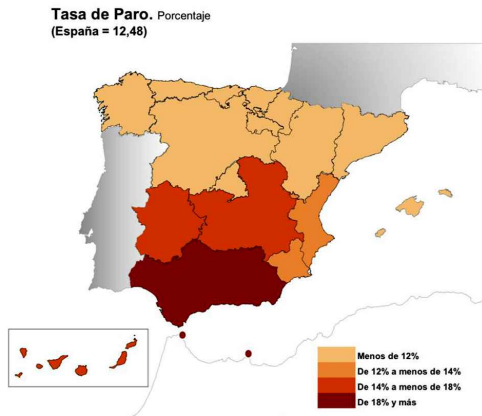 Tasa de Paro. Porcentaje
(España = 12,48)
Menos de 12%
De 12% a menos de 14%
De 14% a menos de 18%
De 18% y más